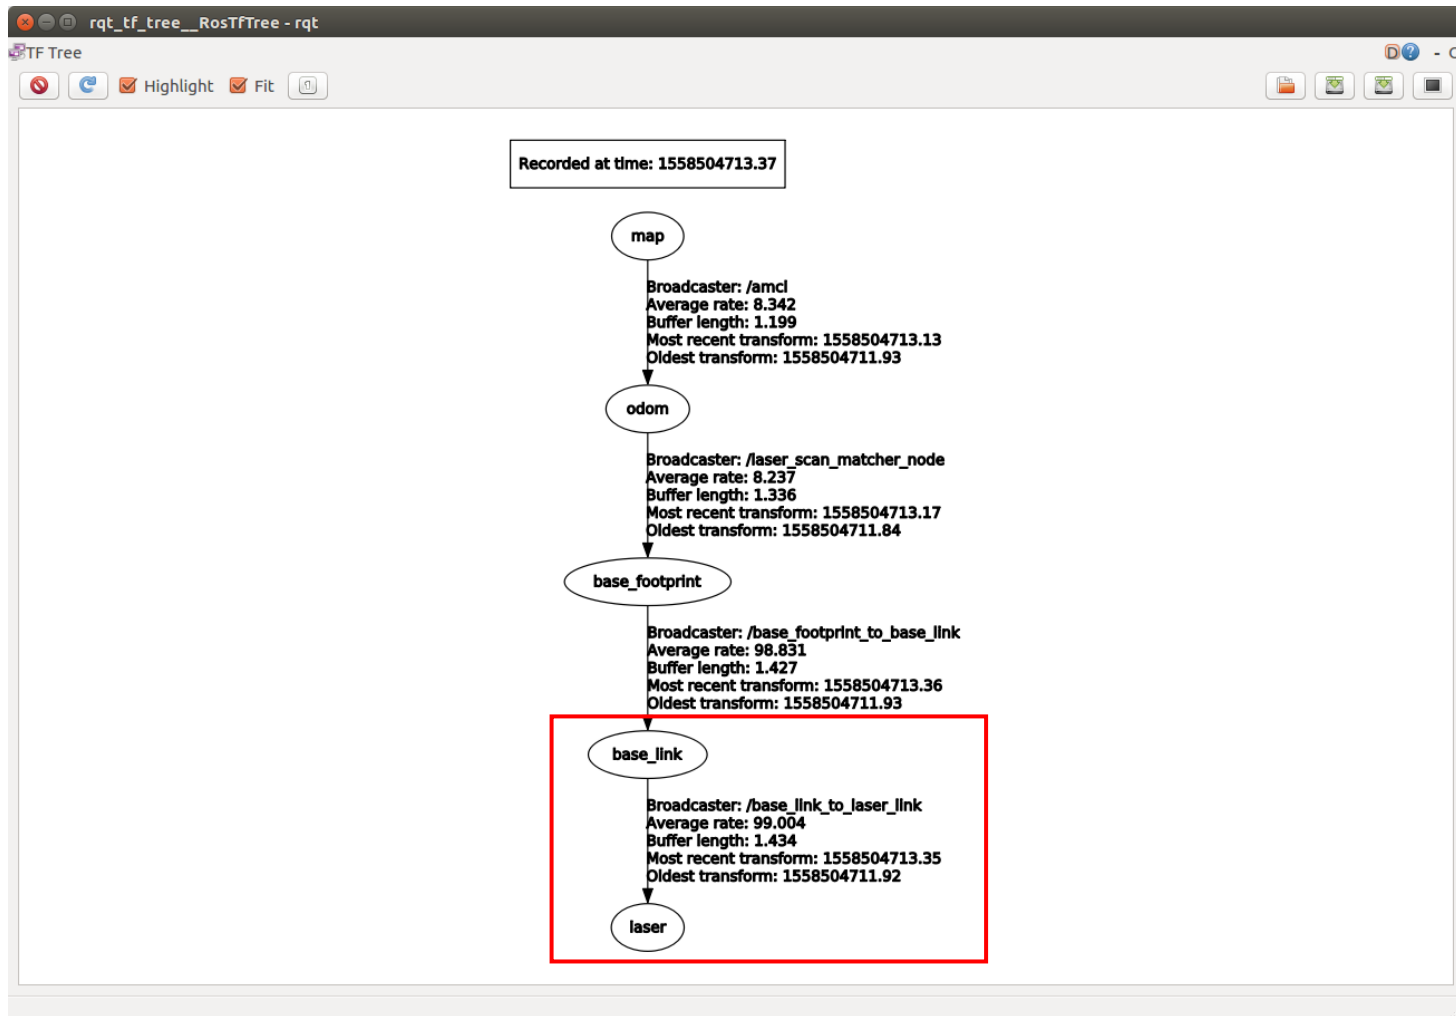 rqt_tf_tree__RosTfTree - rqt
TF Tree
D ? - O
Highlight Fit
Recorded at time: 1558504713.37
map
Broadcaster: /amcl
Average rate: 8.342
Buffer length: 1.199
Most recent transform: 1558504713.13
Oldest transform: 1558504711.93
odom
Broadcaster: /laser_scan_matcher_node
Average rate: 8.237
Buffer length: 1.336
Most recent transform: 1558504713.17
Oldest transform: 1558504711.84
base_footprint
Broadcaster: /base_footprint_to_base_link
Average rate: 98.831
Buffer length: 1.427
Most recent transform: 1558504713.36
Oldest transform: 1558504711.93
base_link
Broadcaster: /base_link_to_laser_link
Average rate: 99.004
Buffer length: 1.434
Most recent transform: 1558504713.35
Oldest transform: 1558504711.92
laser